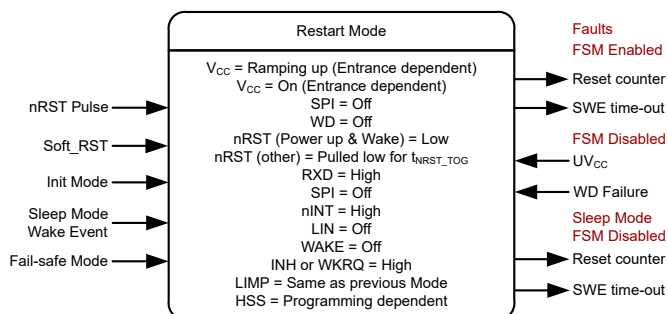 Restart Mode
V_CC = Ramping up (Entrance dependent)
V_CC = On (Entrance dependent)
SPI = Off
WD = Off
nRST (Power up & Wake) = Low
nRST (other) = Pulled low for t_NRST_TOG
RXD = High
SPI = Off
nINT = High
LIN = Off
WAKE = Off
INH or WKRQ = High
LIMP = Same as previous Mode
HSS = Programming dependent
nRST Pulse
Soft_RST
Init Mode
Sleep Mode
Wake Event
Fail-safe Mode
Faults
FSM Enabled
Reset counter
SWE time-out
FSM Disabled
UV_CC
WD Failure
Sleep Mode
FSM Disabled
Reset counter
SWE time-out